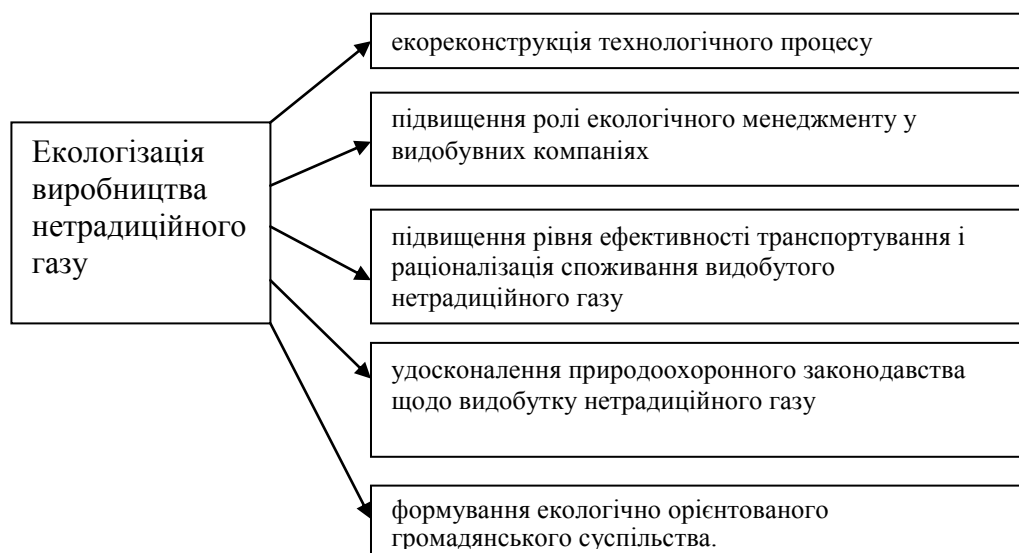 екореконструкція технологічного процесу
підвищення ролі екологічного менеджменту у
видобувних компаніях
Екологізація
виробництва
нетрадиційного
газу
підвищення рівня ефективності транспортування і
раціоналізація споживання видобутого
нетрадиційного газу
удосконалення природоохоронного законодавства
щодо видобутку нетрадиційного газу
формування екологічно орієнтованого
громадянського суспільства.